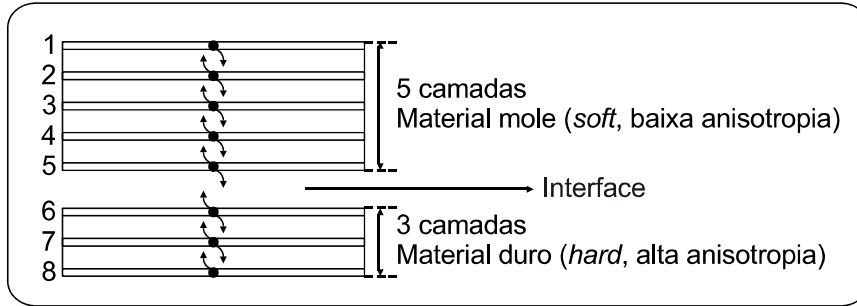 1
2
3
4
5
5 camadas
Material mole (soft, baixa anisotropia)
Interface
6
7
8
3 camadas
Material duro (hard, alta anisotropia)